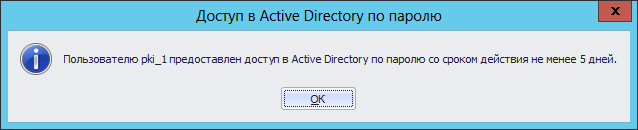 Доступ в Active Directory по паролю
x
Пользователю pki_1 предоставлен доступ в Active Directory по паролю со сроком действия не менее 5 дней.
OK